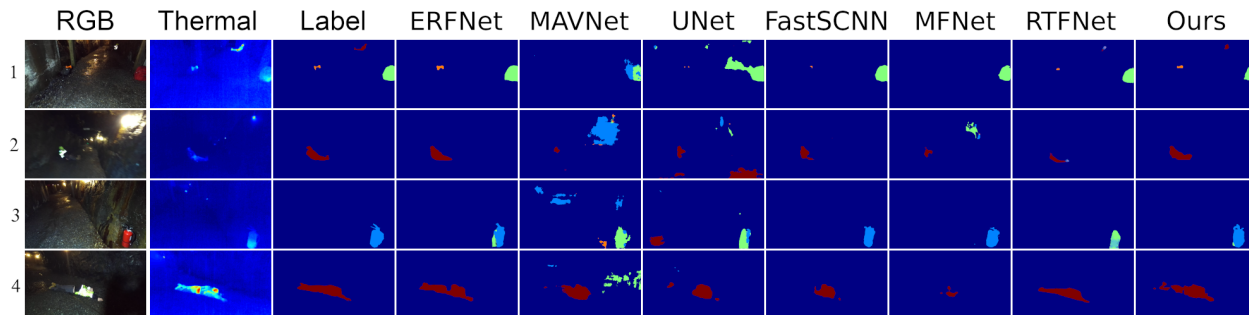 RGB Thermal Label ERFNet MAVNet UNet FastSCNN MFNet RTFNet Ours
1
2
3
4